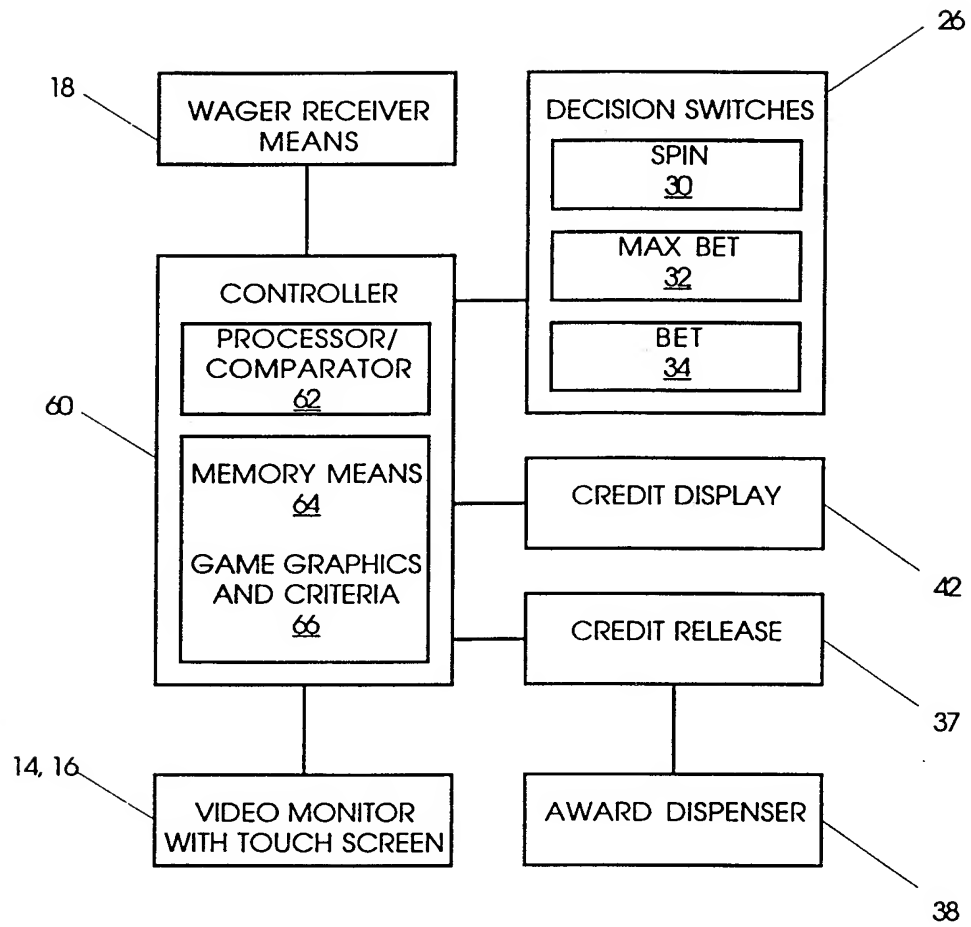 26
18
WAGER RECEIVER
MEANS
DECISION SWITCHES
SPIN
30
MAX BET
32
BET
34
CONTROLLER
PROCESSOR/
COMPARATOR
62
60
MEMORY MEANS
64
GAME GRAPHICS
AND CRITERIA
66
CREDIT DISPLAY
42
CREDIT RELEASE
37
14, 16
VIDEO MONITOR
WITH TOUCH SCREEN
AWARD DISPENSER
38